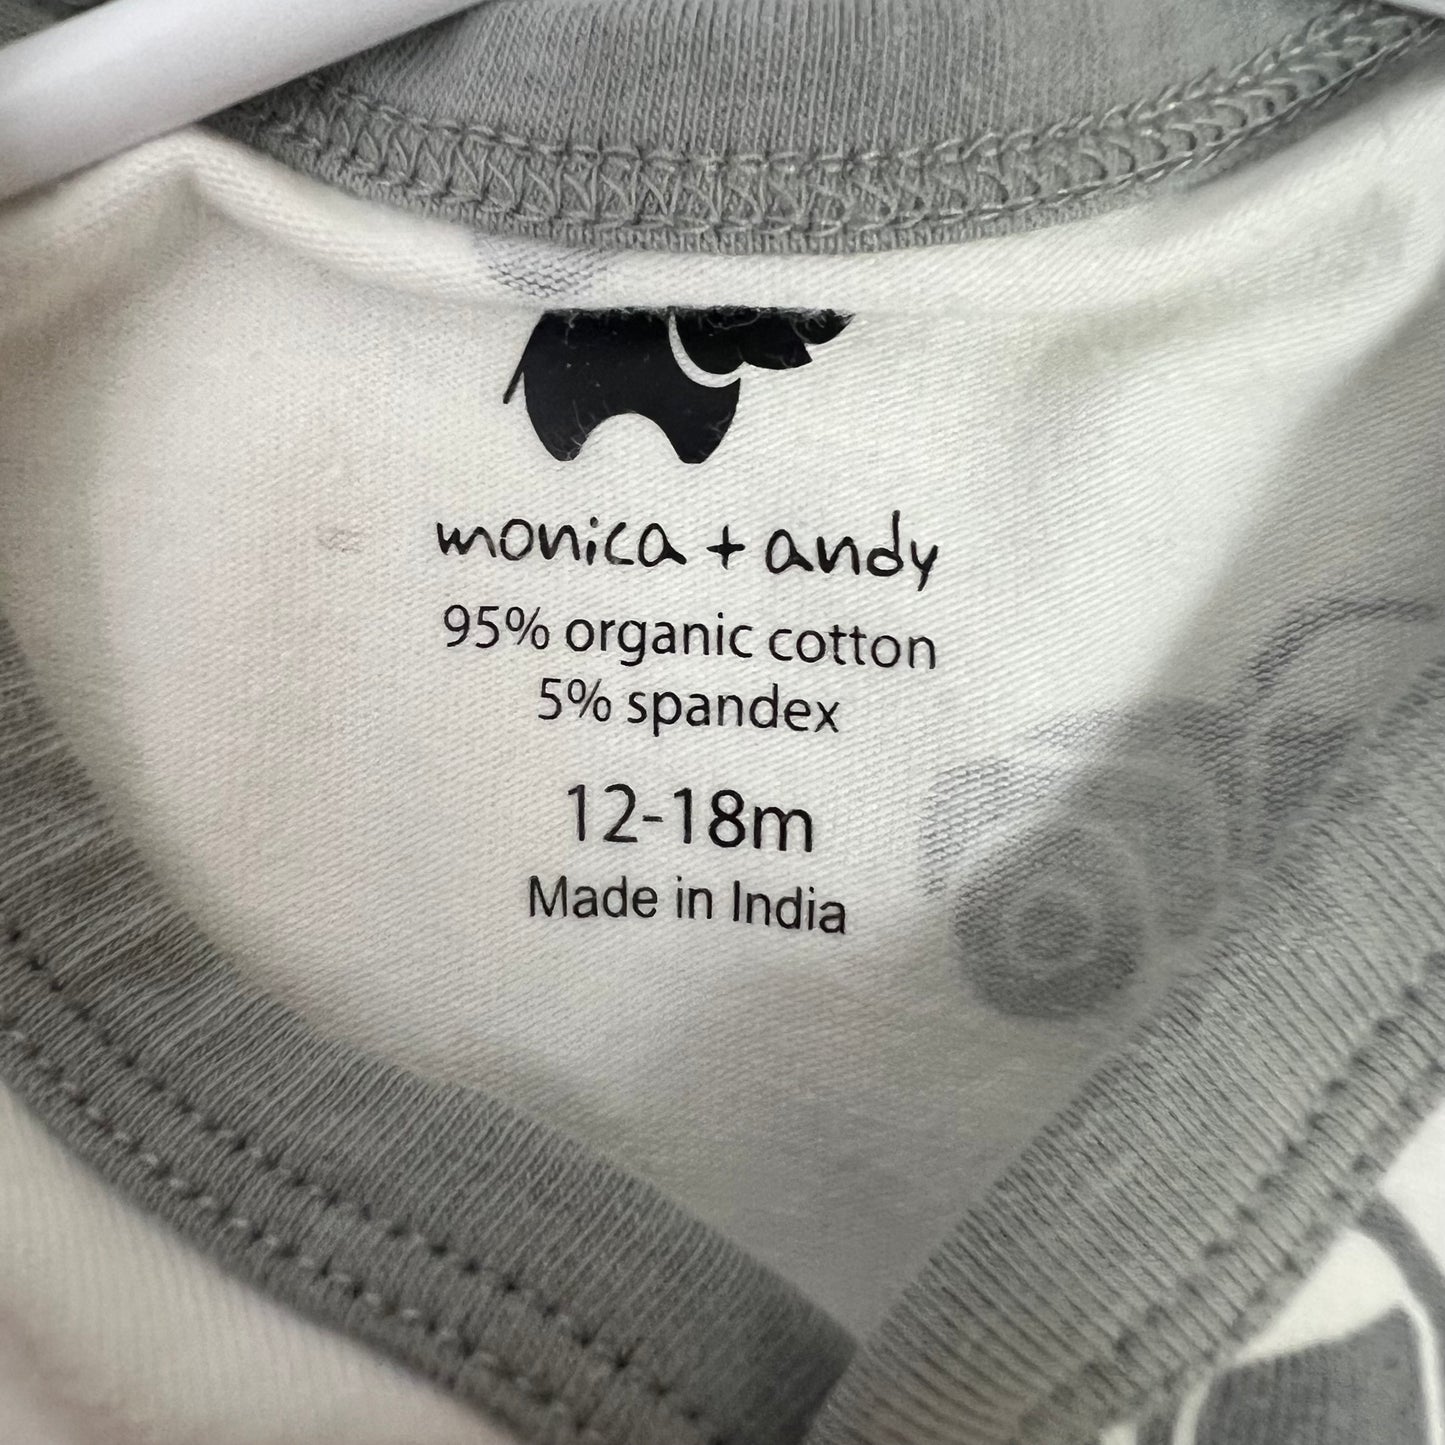 monica + andy
95% organic cotton
5% spandex
12-18m
Made in India